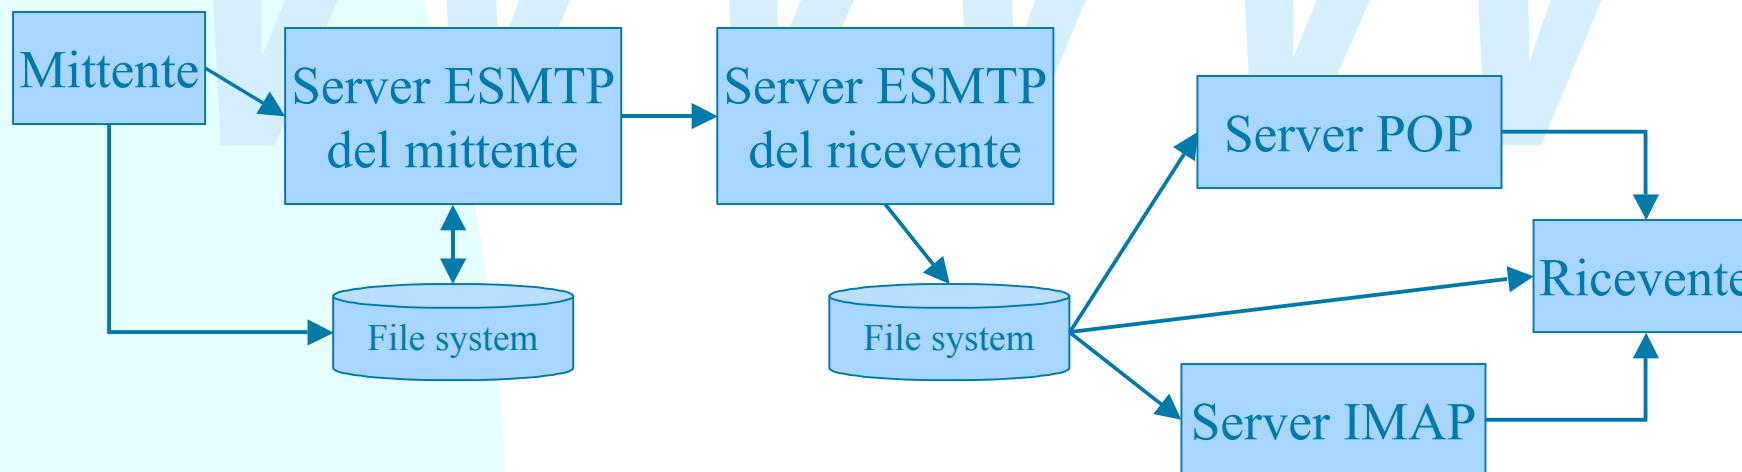 Mittente
Server ESMTP
del mittente
Server ESMTP
del ricevente
Server POP
Ricevente
File system
File system
Server IMAP